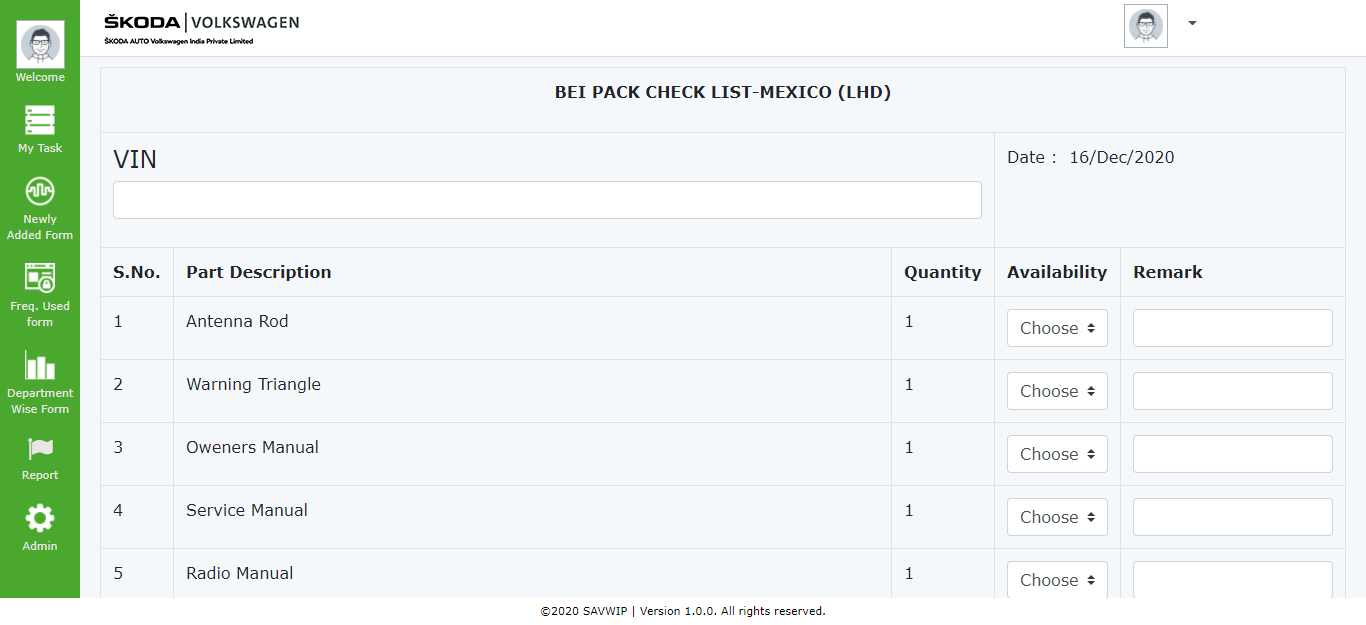 ŠKODA | VOLKSWAGEN
ŠKODA AUTO Volkswagen India Private Limited
Welcome
My Task
Newly
Added Form
Freq. Used
form
Department
Wise Form
Report
Admin
BEI PACK CHECK LIST-MEXICO (LHD)
VIN
Date : 16/Dec/2020
S.No. Part Description Quantity Availability Remark
1 Antenna Rod 1 Choose
2 Warning Triangle 1 Choose
3 Oweners Manual 1 Choose
4 Service Manual 1 Choose
5 Radio Manual 1 Choose
©2020 SAVWIP | Version 1.0.0. All rights reserved.